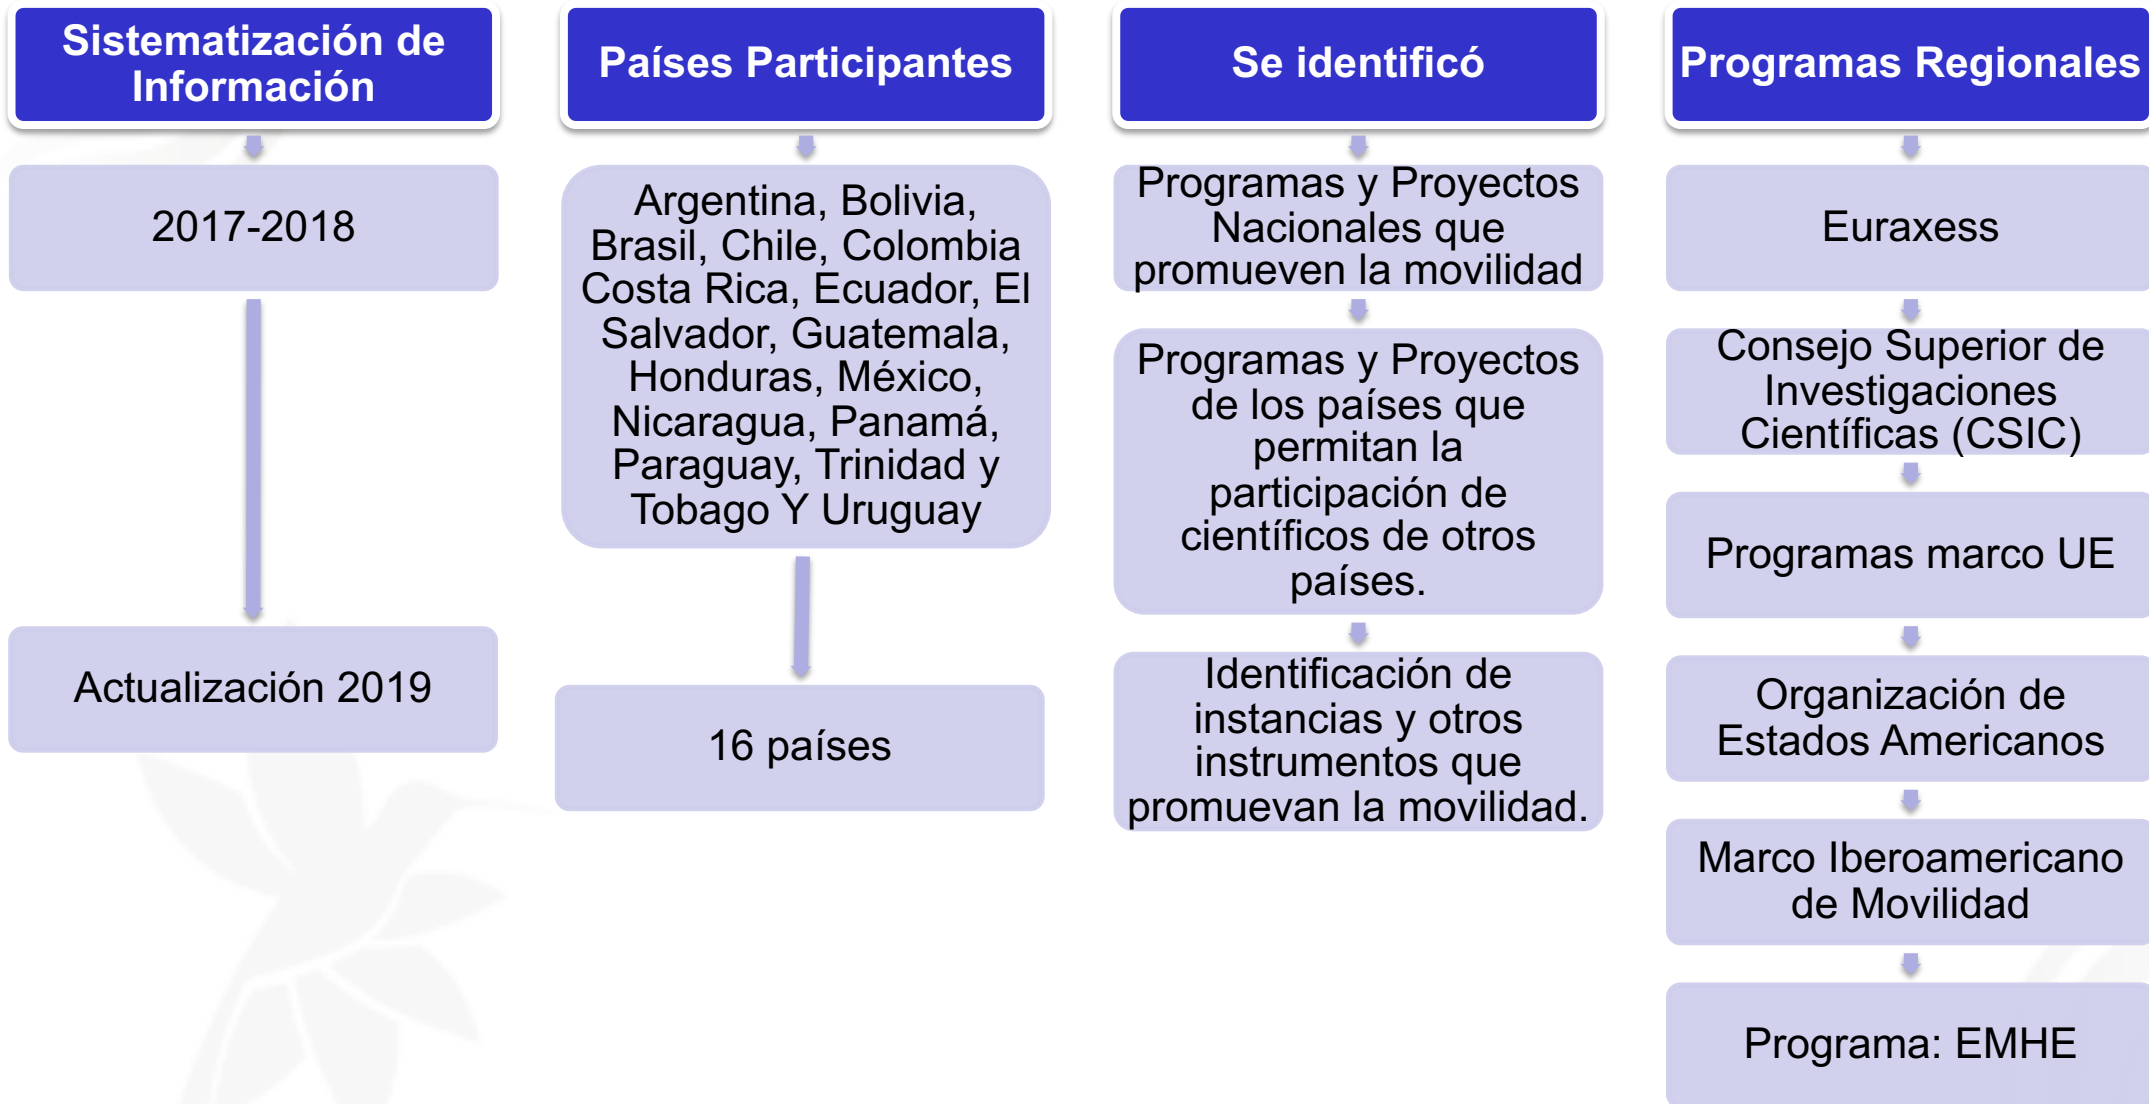 Sistematización de
Información
2017-2018
Actualización 2019
Países Participantes
Argentina, Bolivia,
Brasil, Chile, Colombia
Costa Rica, Ecuador, El
Salvador, Guatemala,
Honduras, México,
Nicaragua, Panamá,
Paraguay, Trinidad y
Tobago Y Uruguay
16 países
Se identificó
Programas y Proyectos
Nacionales que
promueven la movilidad
Programas y Proyectos
de los países que
permitan la
participación de
científicos de otros
países.
Identificación de
instancias y otros
instrumentos que
promuevan la movilidad.
Programas Regionales
Euraxess
Consejo Superior de
Investigaciones
Científicas (CSIC)
Programas marco UE
Organización de
Estados Americanos
Marco Iberoamericano
de Movilidad
Programa: EMHE